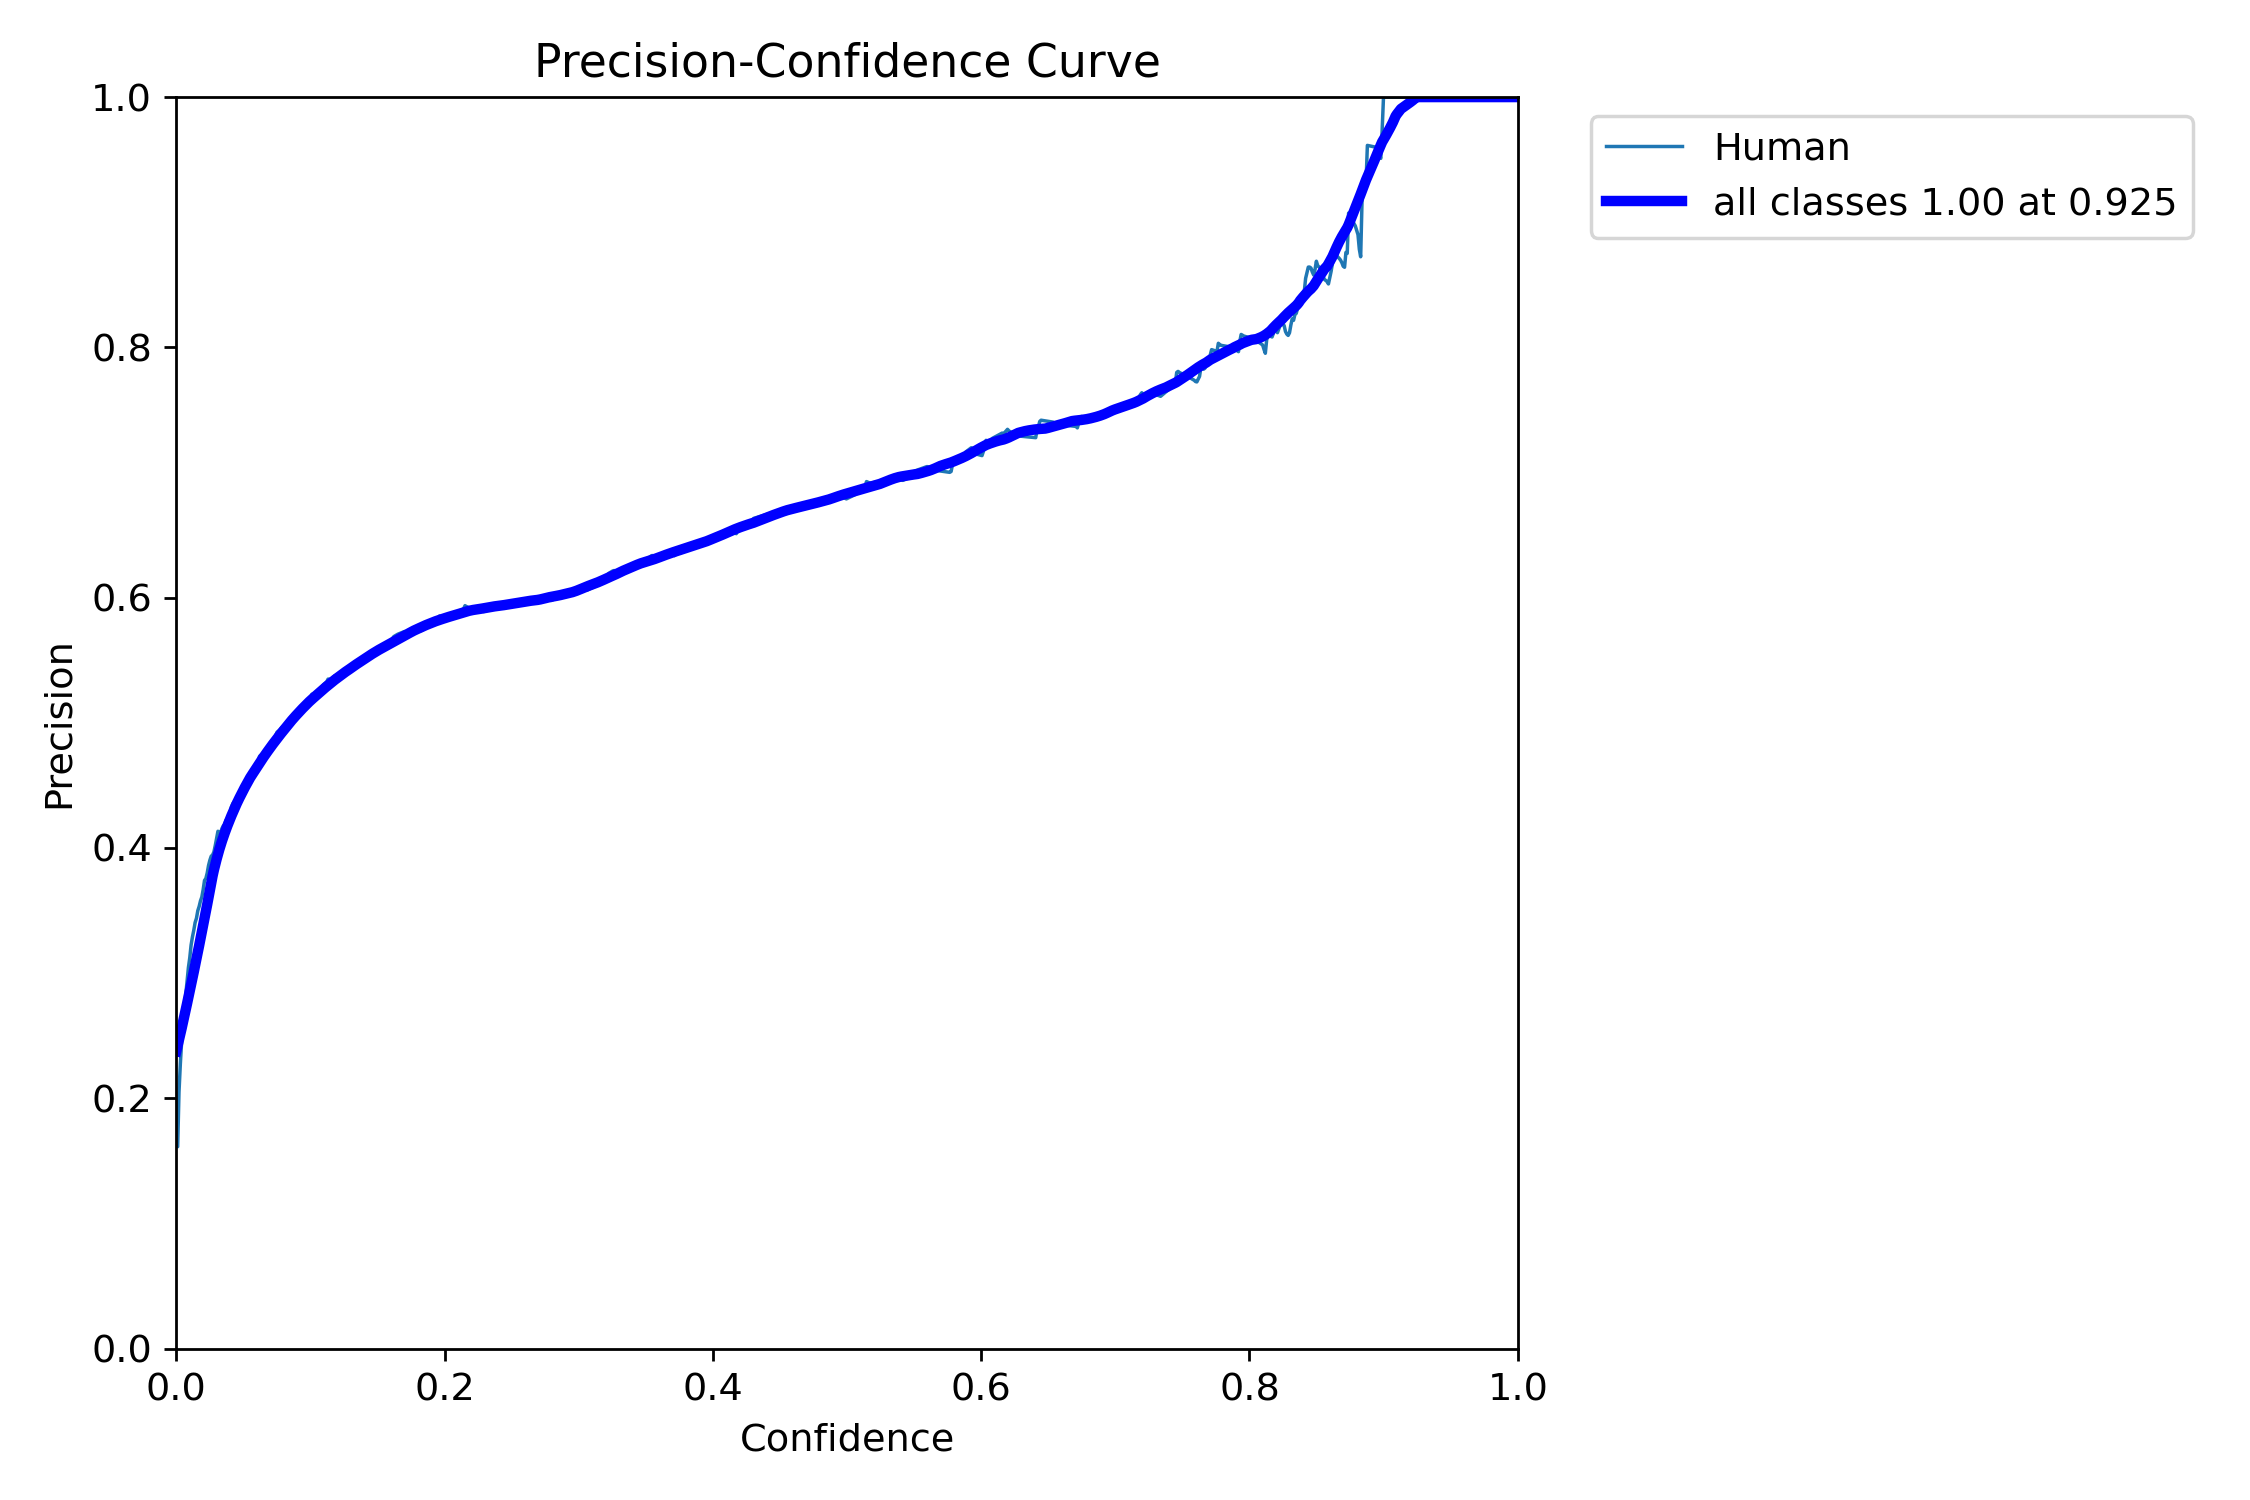 Precision-Confidence Curve
1.0
0.8
0.6
0.4
0.2
0.0
Precision
0.0 0.2 0.4 0.6 0.8 1.0
Confidence
Human
all classes 1.00 at 0.925